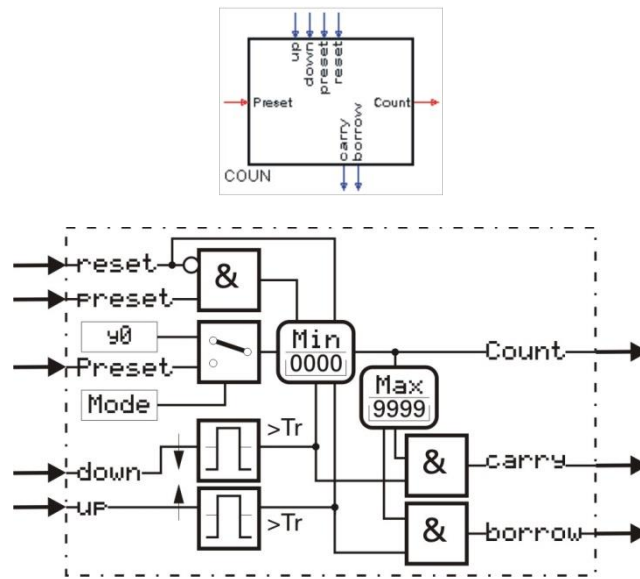 up
down
preset
reset
Preset
Count
carry
borrow
COUN
reset
preset
&
y0
Preset
Mode
Min
0000
Count
Max
9999
>Tr
down
&
carry
up
>Tr
&
borrow